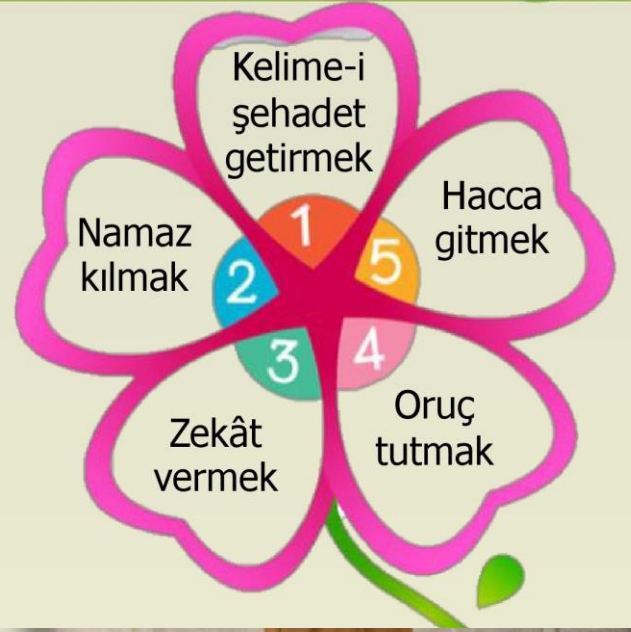 Kelime-i
şehadet
getirmek
1
Namaz
kılmak
2
Zekât
vermek
3
Oruç
tutmak
4
Hacca
gitmek
5